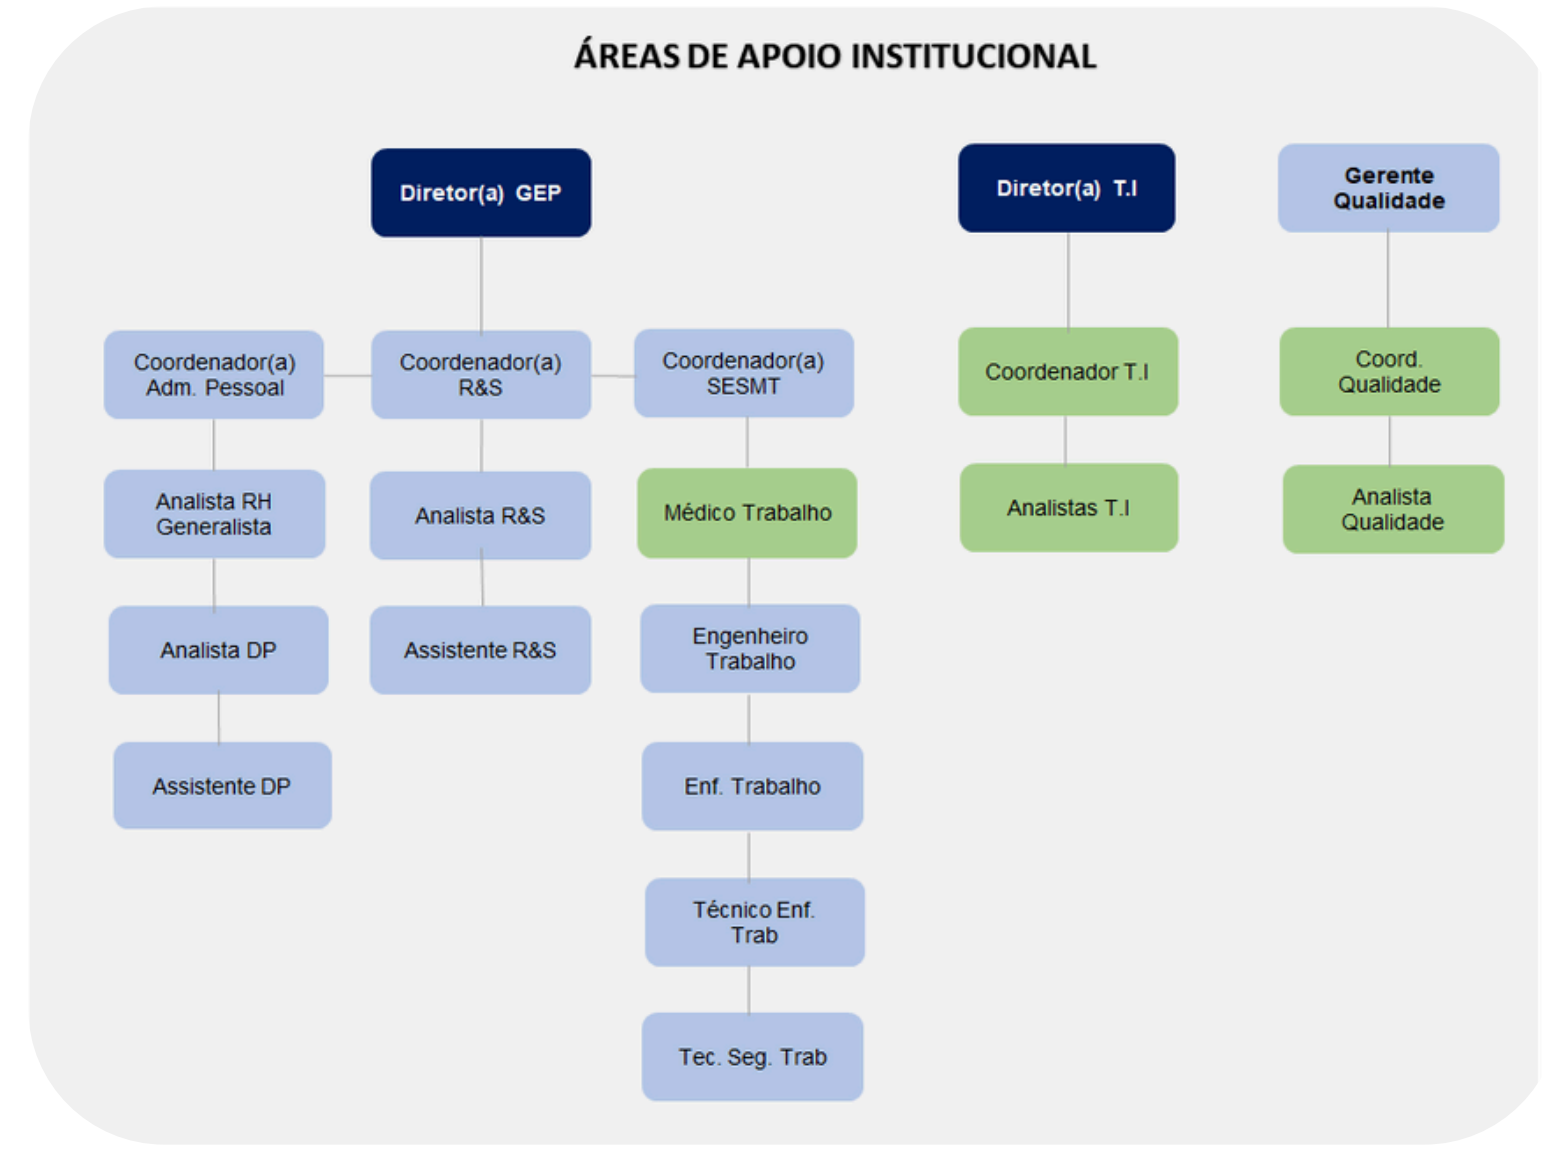 ÁREAS DE APOIO INSTITUCIONAL
Diretor(a) GEP
Diretor(a) T.I
Gerente
Qualidade
Coordenador(a)
Adm. Pessoal
Coordenador(a)
R&S
Coordenador(a)
SESMT
Coordenador T.I
Coord.
Qualidade
Analista RH
Generalista
Analista R&S
Médico Trabalho
Analistas T.I
Analista
Qualidade
Analista DP
Assistente R&S
Engenheiro
Trabalho
Assistente DP
Enf. Trabalho
Técnico Enf.
Trab
Tec. Seg. Trab